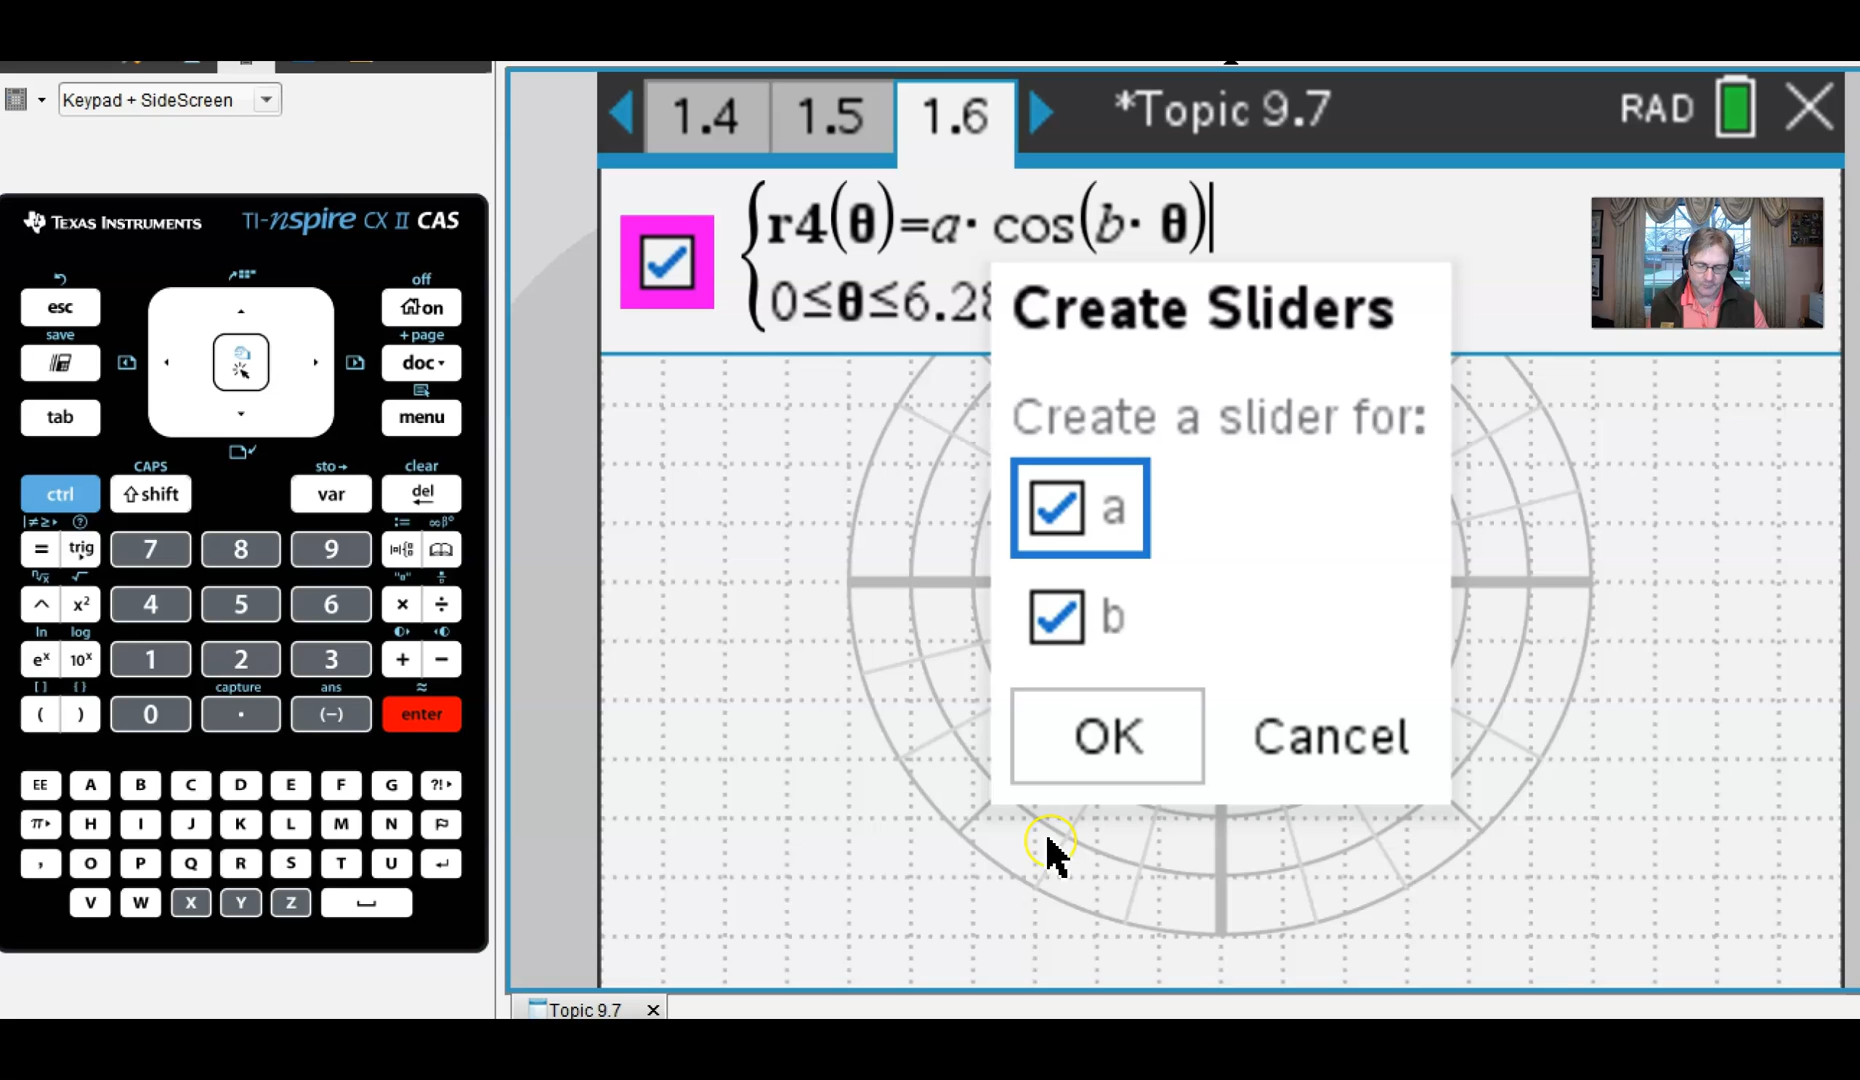 Keypad + SideScreen
1.4 1.5 1.6 *Topic 9.7 RAD
r4(θ)=a· cos(b· θ)
0≤θ≤6.28
Create Sliders
Create a slider for:
a
b
OK Cancel
Topic 9.7
TEXAS INSTRUMENTS TI-nspire CX II CAS
off
esc on
save + page
doc
tab menu
CAPS sto→ clear
ctrl shift var del
|≠≥▸ ? := ∞β°
= trig 7 8 9
ⁿ√x √ "□" ÷
^ x² 4 5 6 × ÷
ln log
eˣ 10ˣ 1 2 3 + −
[ ] { } capture ans ≈
( ) 0 . (−) enter
EE A B C D E F G ?!▸
π▸ H I J K L M N
, O P Q R S T U
V W X Y Z